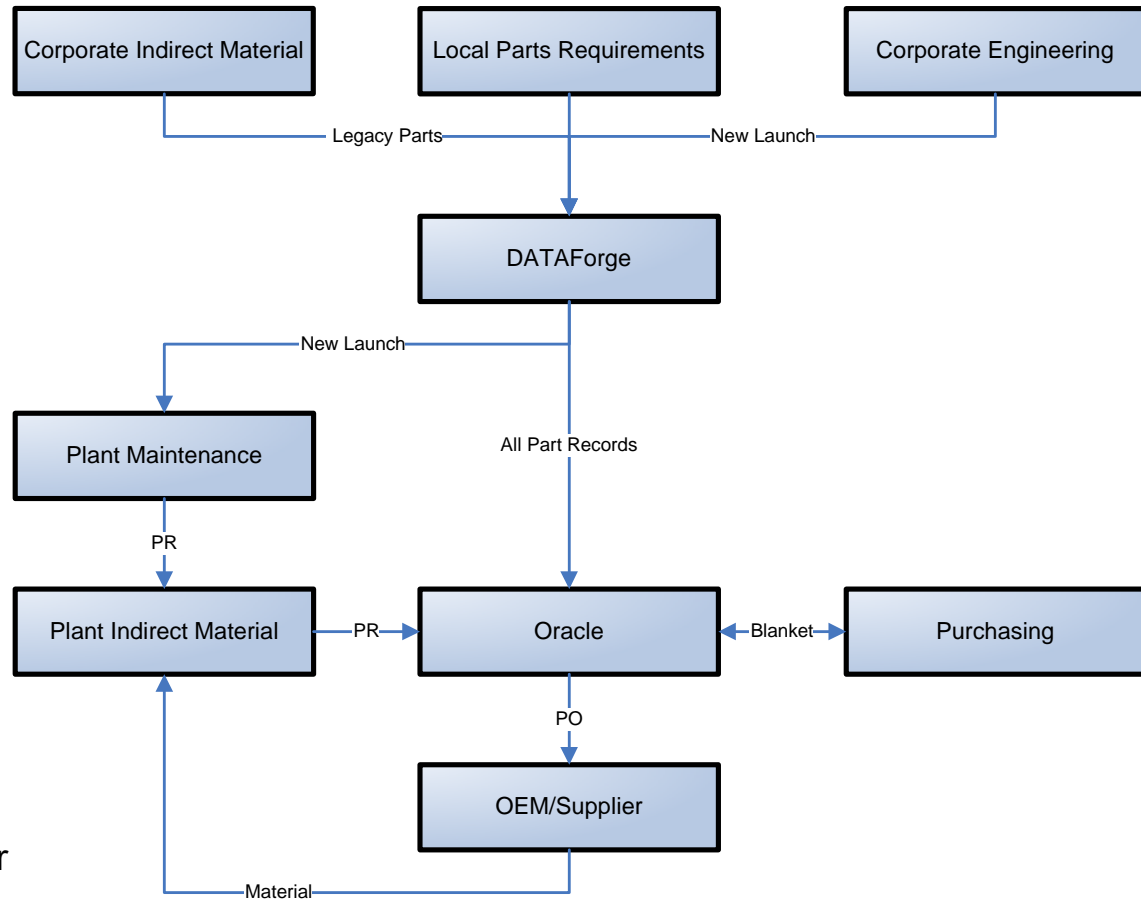 Corporate Indirect Material
Local Parts Requirements
Corporate Engineering
Legacy Parts
New Launch
DATAForge
New Launch
Plant Maintenance
All Part Records
PR
Plant Indirect Material
PR
Oracle
Blanket
Purchasing
PO
OEM/Supplier
r
Material